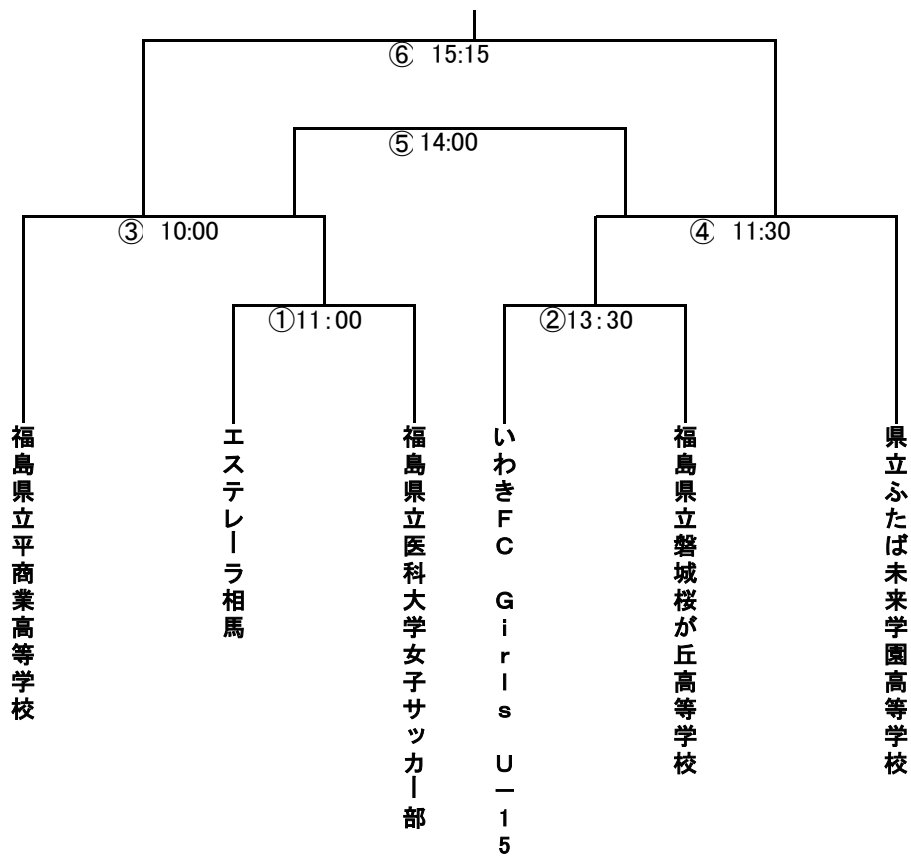 ⑥ 15:15
⑤ 14:00
③ 10:00
④ 11:30
①11:00
②13:30
福島県立平商業高等学校
エステレーラ相馬
福島県立医科大学女子サッカー部
いわきFC Girls U-15
福島県立磐城桜が丘高等学校
県立ふたば未来学園高等学校